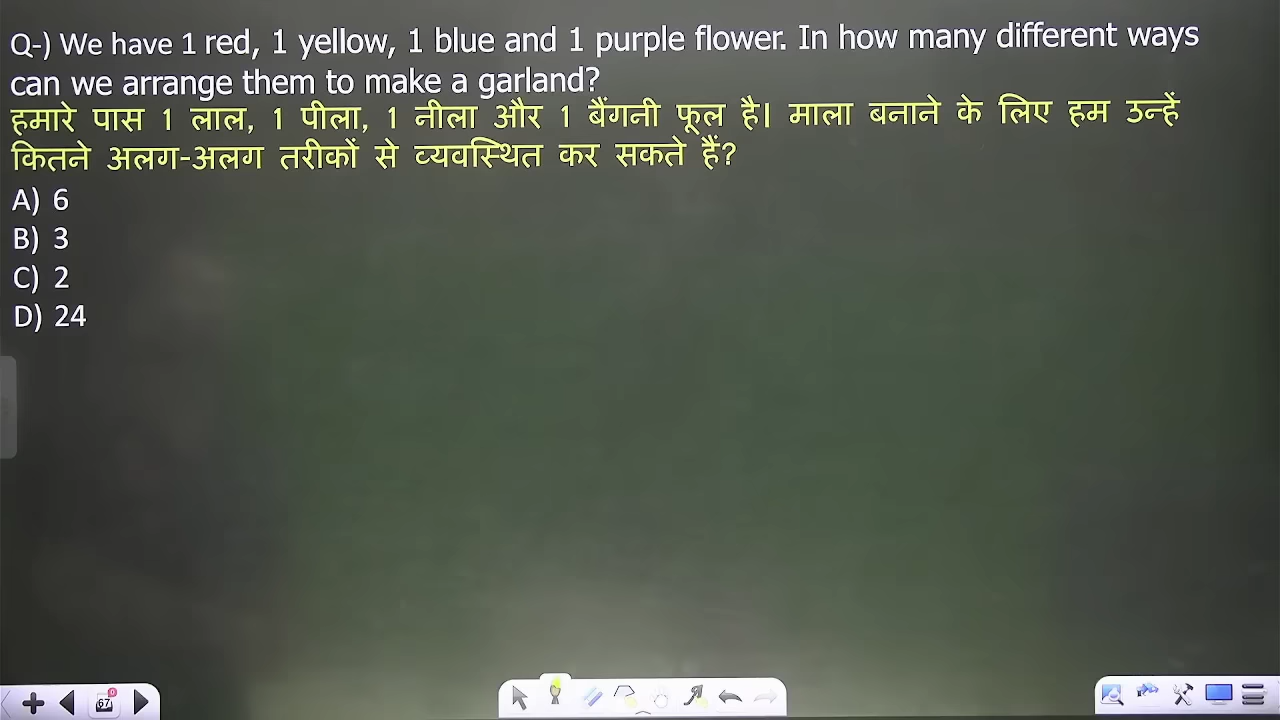 Q-) We have 1 red, 1 yellow, 1 blue and 1 purple flower. In how many different ways
can we arrange them to make a garland?
हमारे पास 1 लाल, 1 पीला, 1 नीला और 1 बैंगनी फूल है। माला बनाने के लिए हम उन्हें
कितने अलग-अलग तरीकों से व्यवस्थित कर सकते हैं?
A) 6
B) 3
C) 2
D) 24
67